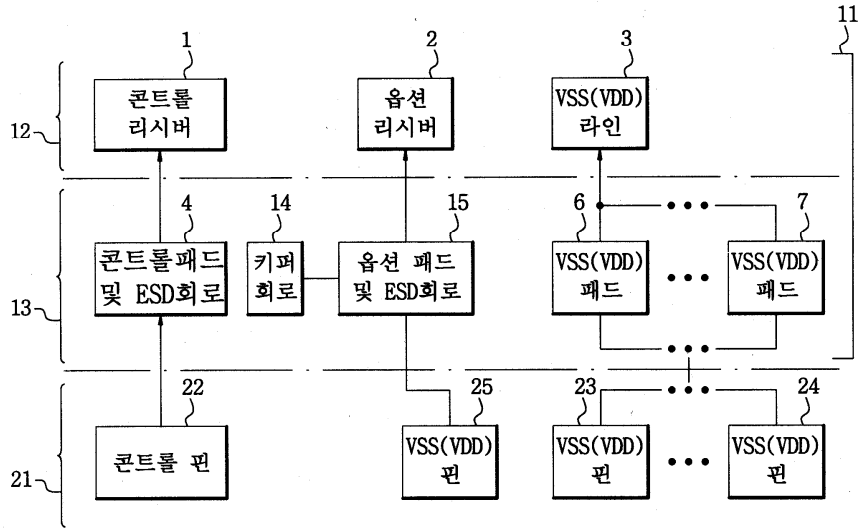 11
1
2
3
콘트롤
리시버
옵션
리시버
VSS(VDD)
라인
12
4
14
15
6
7
콘트롤패드
및 ESD회로
키퍼
회로
옵션 패드
및 ESD회로
VSS(VDD)
패드
VSS(VDD)
패드
13
22
25
23
24
콘트롤 핀
VSS(VDD)
핀
VSS(VDD)
핀
VSS(VDD)
핀
21